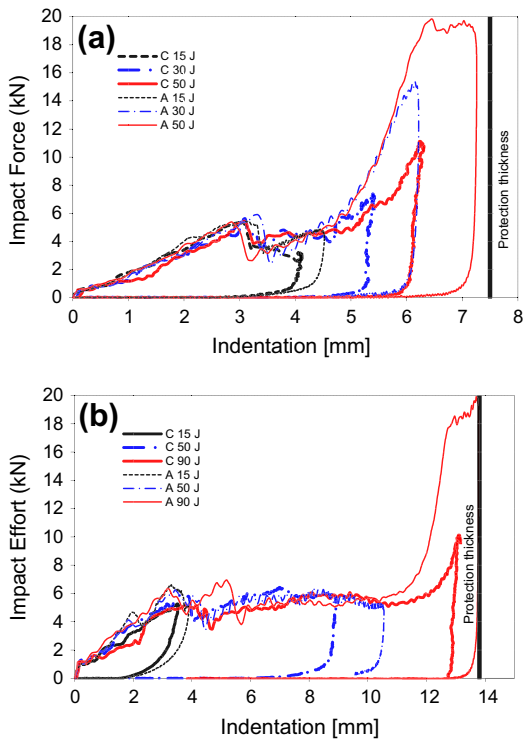 (a)
C 15 J
C 30 J
C 50 J
A 15 J
A 30 J
A 50 J
20
18
16
14
12
10
8
6
4
2
0
Impact Force (kN)
Protection thickness
0 1 2 3 4 5 6 7 8
Indentation [mm]
(b)
C 15 J
C 50 J
C 90 J
A 15 J
A 50 J
A 90 J
20
18
16
14
12
10
8
6
4
2
0
Impact Effort (kN)
Protection thickness
0 2 4 6 8 10 12 14
Indentation [mm]